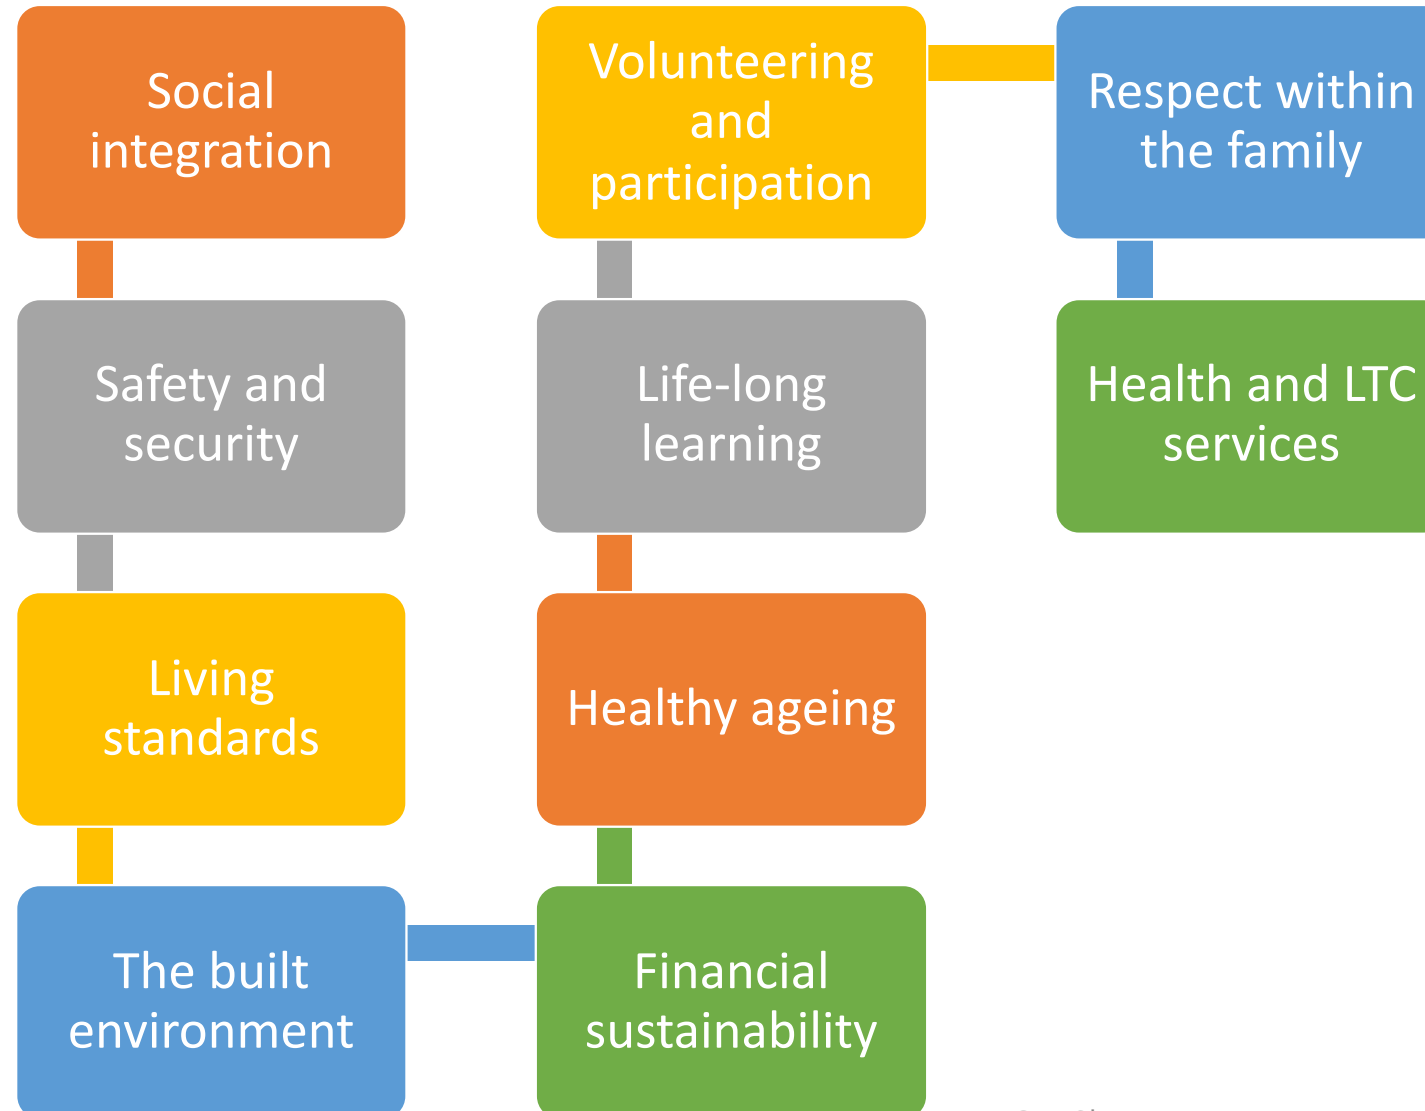 Social
integration
Safety and
security
Living
standards
The built
environment
Financial
sustainability
Healthy ageing
Life-long
learning
Volunteering
and
participation
Respect within
the family
Health and LTC
services